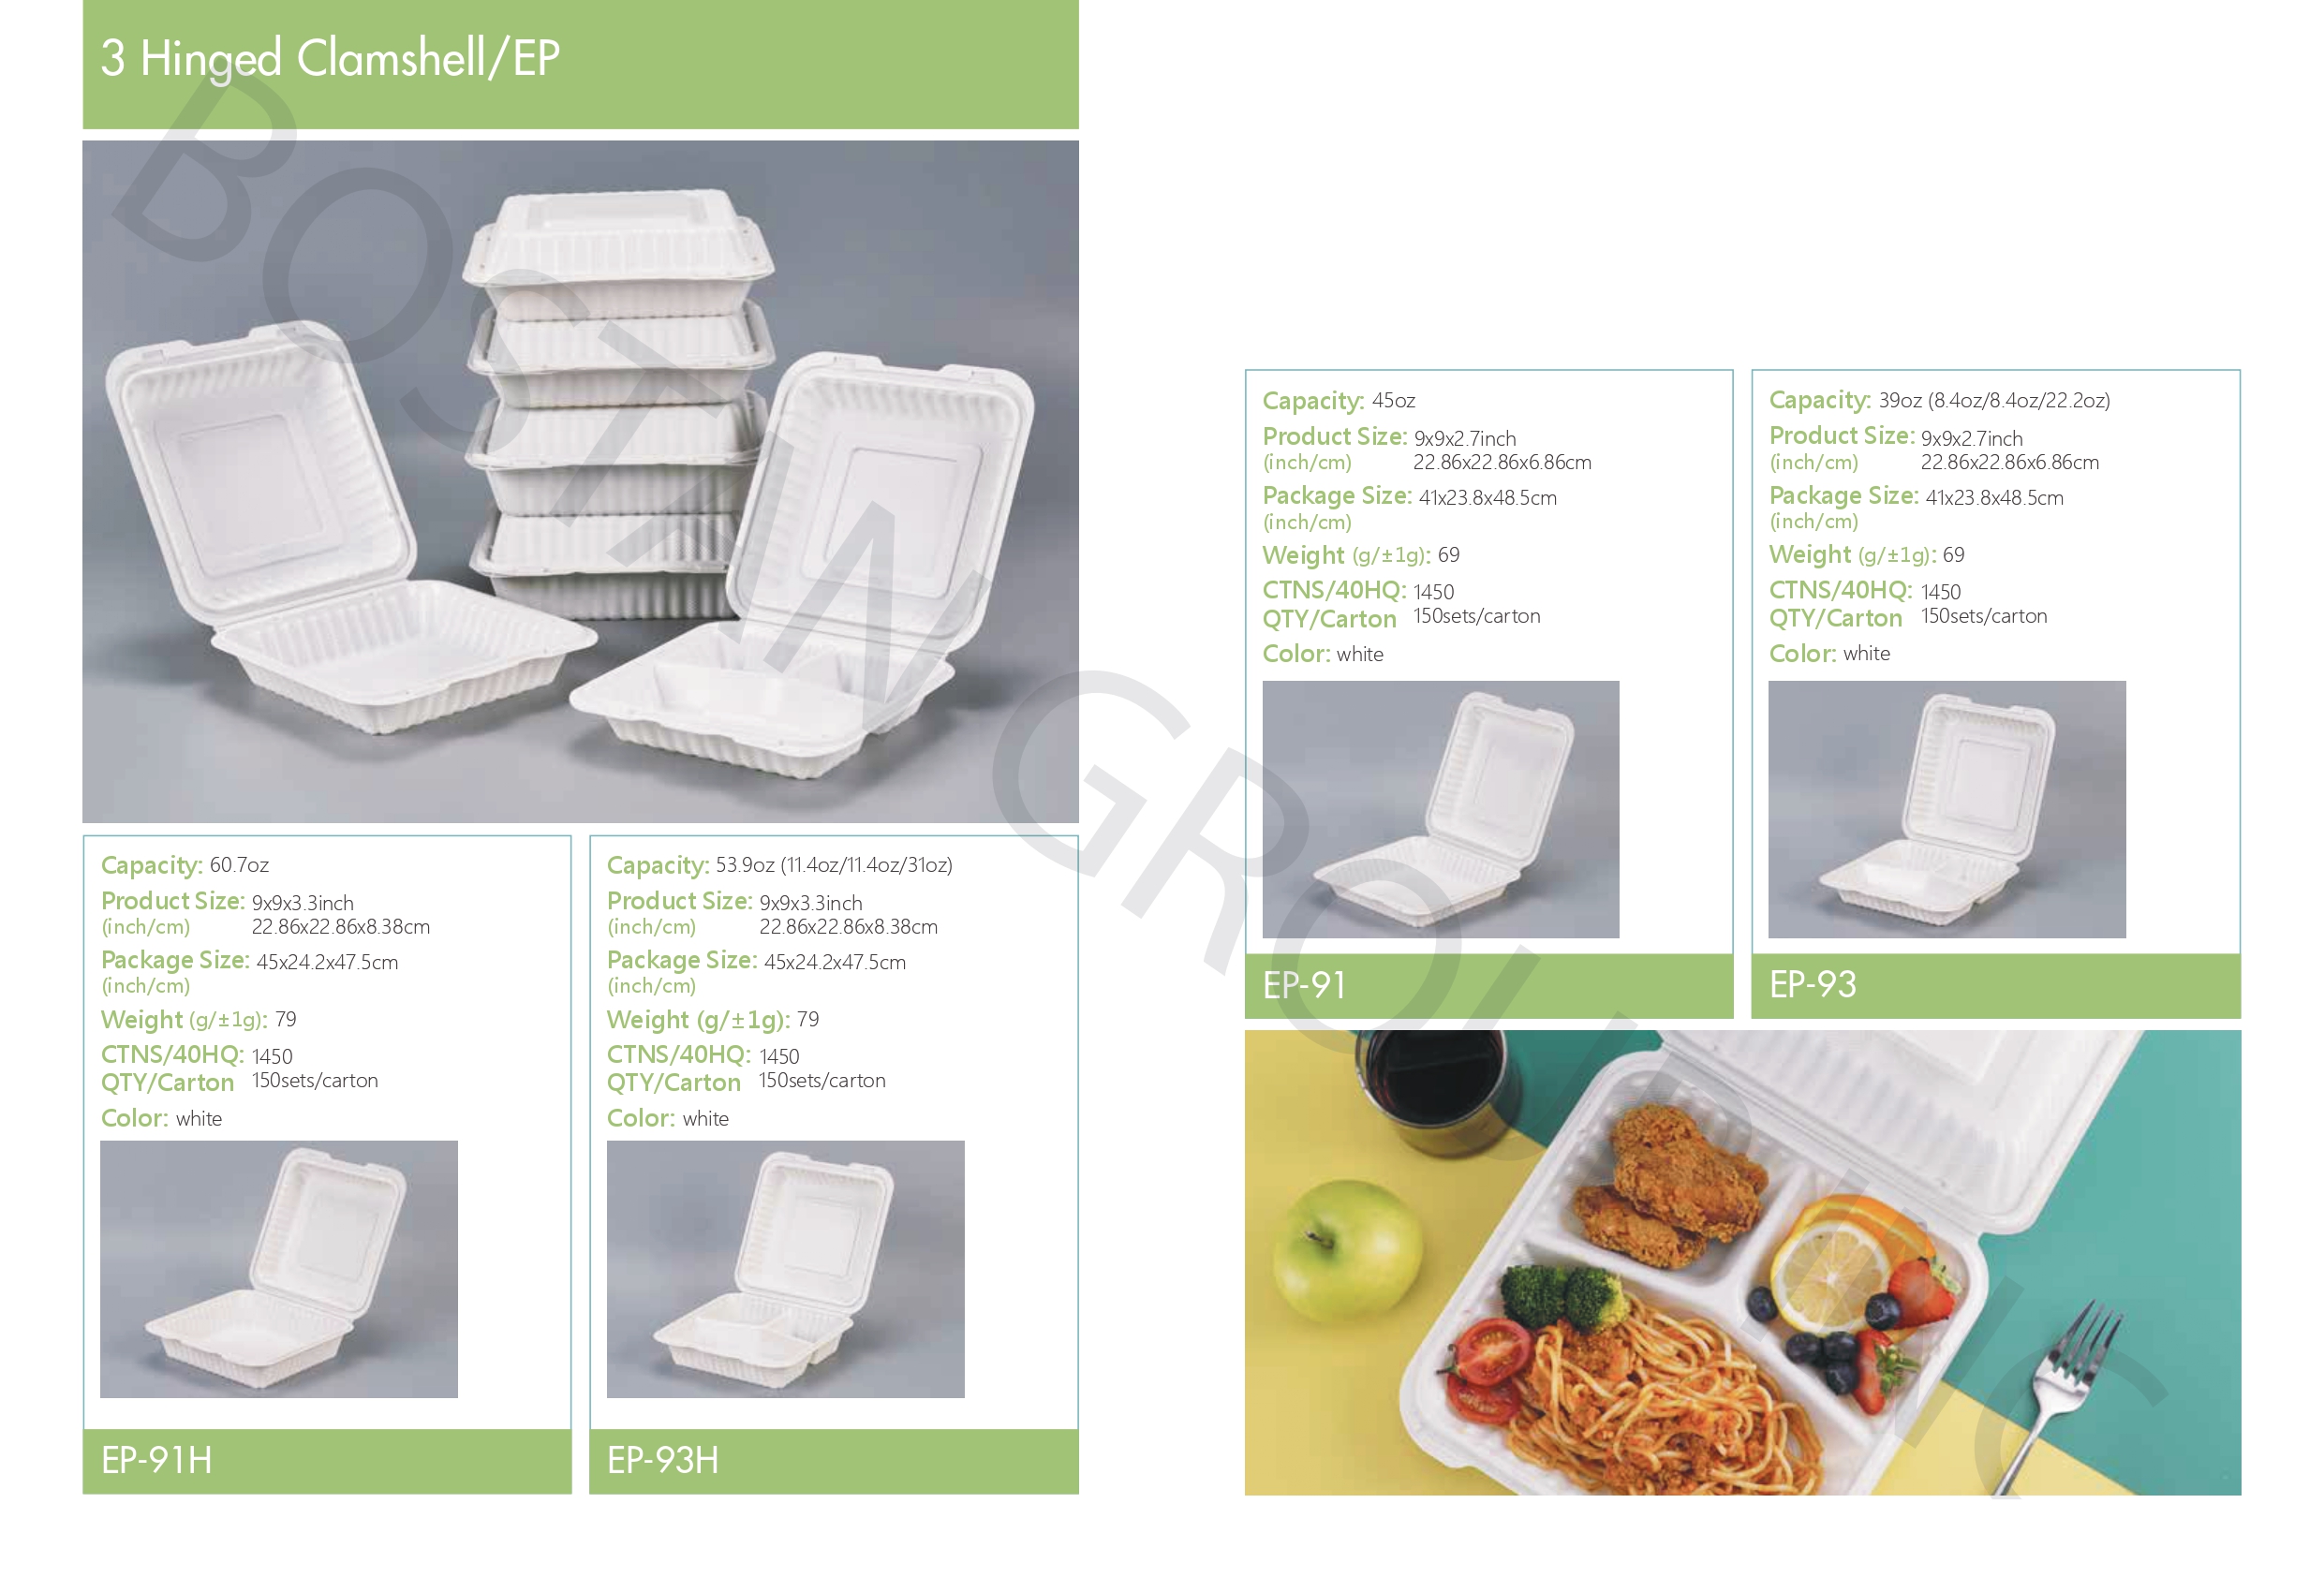 3 Hinged Clamshell/EP
Capacity: 60.7oz
Product Size: 9x9x3.3inch
(inch/cm) 22.86x22.86x8.38cm
Package Size: 45x24.2x47.5cm
(inch/cm)
Weight (g/±1g): 79
CTNS/40HQ: 1450
QTY/Carton 150sets/carton
Color: white
EP-91H
Capacity: 53.9oz (11.4oz/11.4oz/31oz)
Product Size: 9x9x3.3inch
(inch/cm) 22.86x22.86x8.38cm
Package Size: 45x24.2x47.5cm
(inch/cm)
Weight (g/±1g): 79
CTNS/40HQ: 1450
QTY/Carton 150sets/carton
Color: white
EP-93H
Capacity: 45oz
Product Size: 9x9x2.7inch
(inch/cm) 22.86x22.86x6.86cm
Package Size: 41x23.8x48.5cm
(inch/cm)
Weight (g/±1g): 69
CTNS/40HQ: 1450
QTY/Carton 150sets/carton
Color: white
EP-91
Capacity: 39oz (8.4oz/8.4oz/22.2oz)
Product Size: 9x9x2.7inch
(inch/cm) 22.86x22.86x6.86cm
Package Size: 41x23.8x48.5cm
(inch/cm)
Weight (g/±1g): 69
CTNS/40HQ: 1450
QTY/Carton 150sets/carton
Color: white
EP-93
BOSTAN GROUP INC